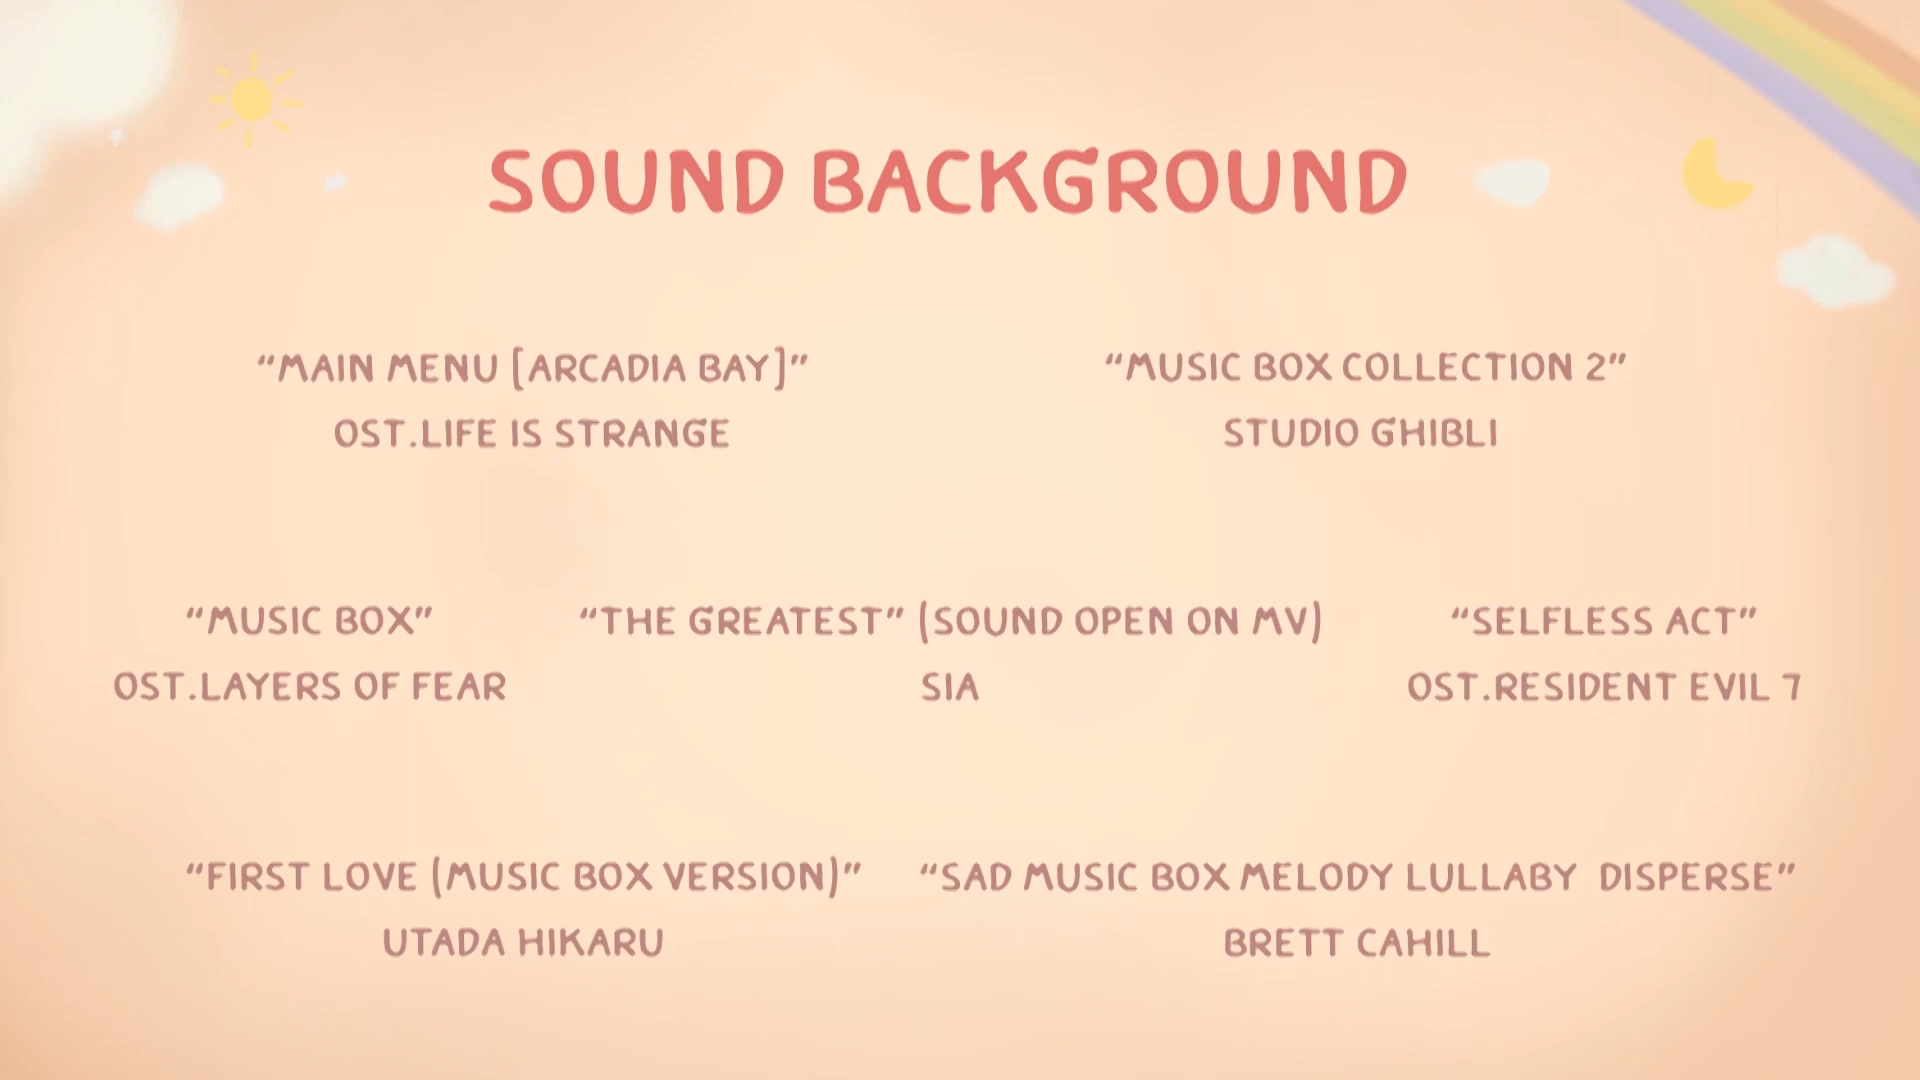 SOUND BACKGROUND
“MAIN MENU [ARCADIA BAY]”
OST.LIFE IS STRANGE
“MUSIC BOX COLLECTION 2”
STUDIO GHIBLI
“MUSIC BOX”
OST.LAYERS OF FEAR
“THE GREATEST” (SOUND OPEN ON MV)
SIA
“SELFLESS ACT”
OST.RESIDENT EVIL 7
“FIRST LOVE (MUSIC BOX VERSION)”
UTADA HIKARU
“SAD MUSIC BOX MELODY LULLABY  DISPERSE”
BRETT CAHILL